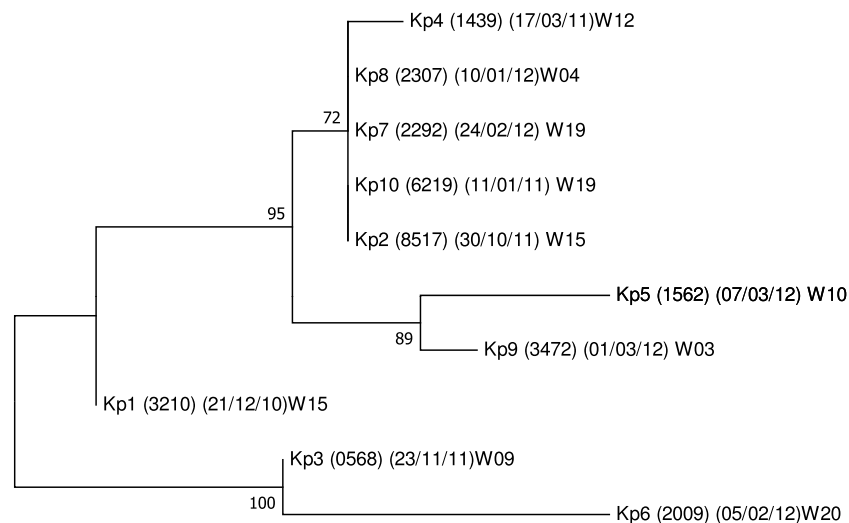 Kp4 (1439) (17/03/11)W12
Kp8 (2307) (10/01/12)W04
72
Kp7 (2292) (24/02/12) W19
Kp10 (6219) (11/01/11) W19
95
Kp2 (8517) (30/10/11) W15
Kp5 (1562) (07/03/12) W10
89
Kp9 (3472) (01/03/12) W03
Kp1 (3210) (21/12/10)W15
Kp3 (0568) (23/11/11)W09
100
Kp6 (2009) (05/02/12)W20